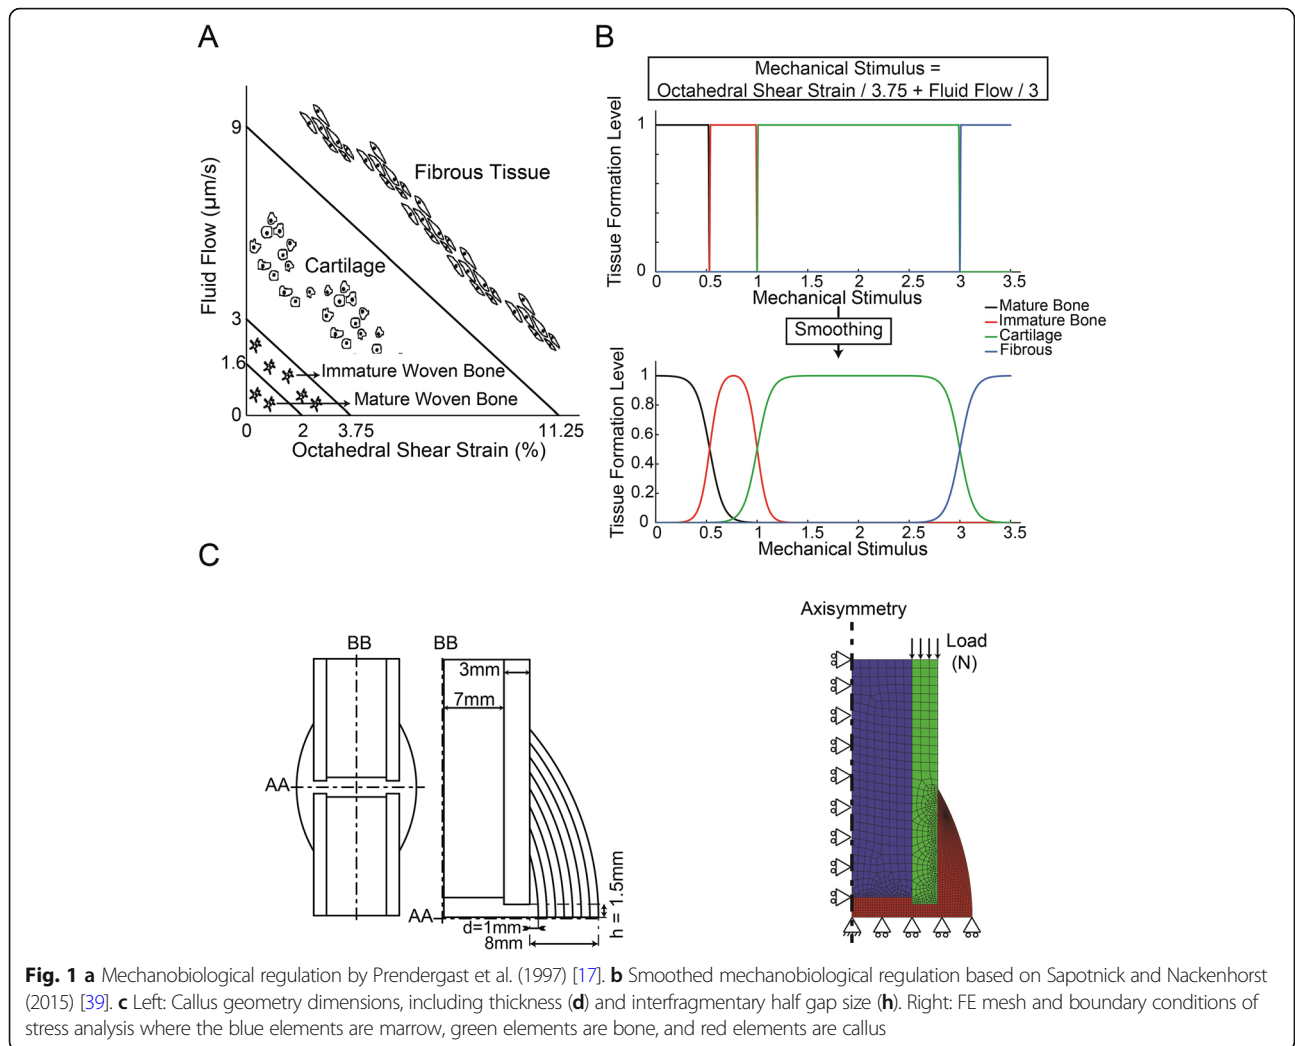 A
Fluid Flow (μm/s)
9
3
1.6
0
Fibrous Tissue
Cartilage
Immature Woven Bone
Mature Woven Bone
0
2
3.75
11.25
Octahedral Shear Strain (%)
B
Mechanical Stimulus =
Octahedral Shear Strain / 3.75 + Fluid Flow / 3
Tissue Formation Level
1
0
0 0.5 1 1.5 2 2.5 3 3.5
Mechanical Stimulus
Smoothing
Mature Bone
Immature Bone
Cartilage
Fibrous
Tissue Formation Level
1
0.8
0.6
0.4
0.2
0
0 0.5 1 1.5 2 2.5 3 3.5
Mechanical Stimulus
C
BB
AA
BB
3mm
7mm
AA
d=1mm
8mm
h = 1.5mm
Axisymmetry
Load
(N)
Fig. 1 a Mechanobiological regulation by Prendergast et al. (1997) [17]. b Smoothed mechanobiological regulation based on Sapotnick and Nackenhorst
(2015) [39]. c Left: Callus geometry dimensions, including thickness (d) and interfragmentary half gap size (h). Right: FE mesh and boundary conditions of
stress analysis where the blue elements are marrow, green elements are bone, and red elements are callus